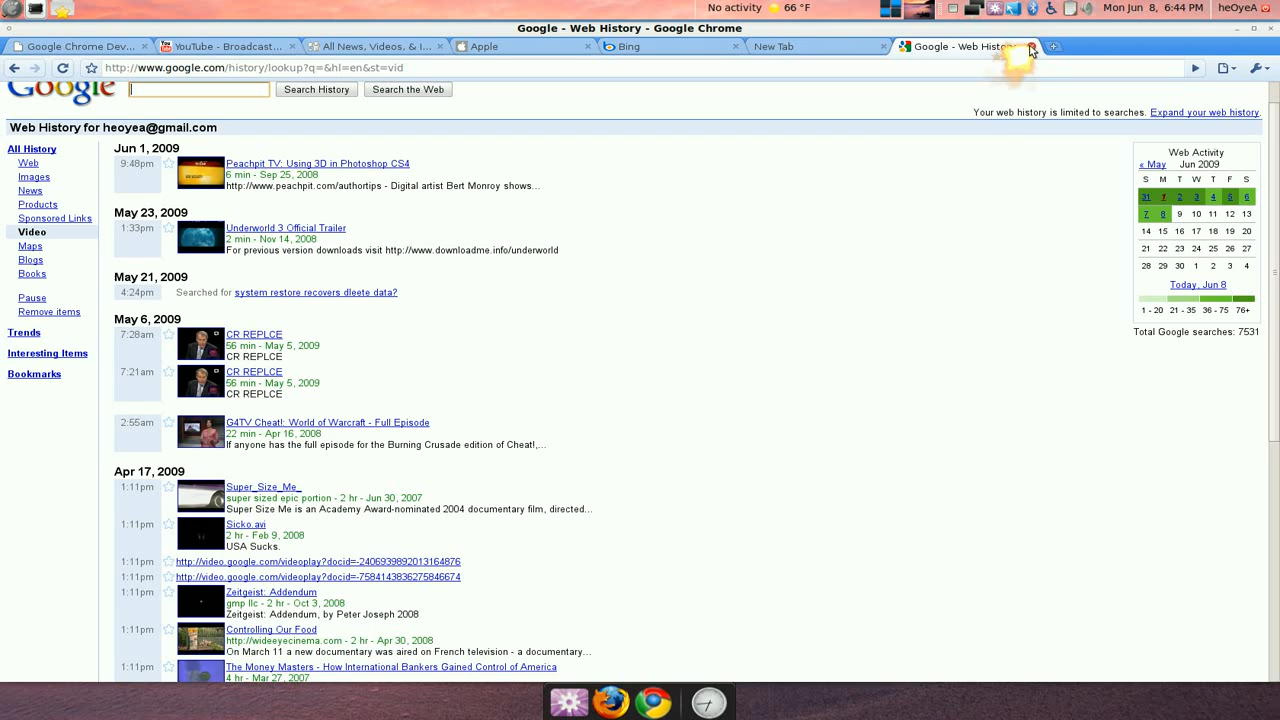 No activity 66 °F Mon Jun 8, 6:44 PM heOyeA
Google - Web History - Google Chrome
Google Chrome Dev... YouTube - Broadcast... All News, Videos, & I... Apple Bing New Tab Google - Web Hist
http://www.google.com/history/lookup?q=&hl=en&st=vid
Google Search History Search the Web
Your web history is limited to searches. Expand your web history.
Web History for heoyea@gmail.com
All History
Web
Images
News
Products
Sponsored Links
Video
Maps
Blogs
Books
Pause
Remove items
Trends
Interesting Items
Bookmarks
Jun 1, 2009
9:48pm Peachpit TV: Using 3D in Photoshop CS4
6 min - Sep 25, 2008
http://www.peachpit.com/authortips - Digital artist Bert Monroy shows...
May 23, 2009
1:33pm Underworld 3 Official Trailer
2 min - Nov 14, 2008
For previous version downloads visit http://www.downloadme.info/underworld
May 21, 2009
4:24pm Searched for system restore recovers dleete data?
May 6, 2009
7:28am CR REPLCE
56 min - May 5, 2009
CR REPLCE
7:21am CR REPLCE
56 min - May 5, 2009
CR REPLCE
2:55am G4TV Cheat!: World of Warcraft - Full Episode
22 min - Apr 16, 2008
If anyone has the full episode for the Burning Crusade edition of Cheat!,...
Apr 17, 2009
1:11pm Super_Size_Me_
super sized epic portion - 2 hr - Jun 30, 2007
Super Size Me is an Academy Award-nominated 2004 documentary film, directed...
1:11pm Sicko.avi
2 hr - Feb 9, 2008
USA Sucks.
1:11pm http://video.google.com/videoplay?docid=-2406939892013164876
1:11pm http://video.google.com/videoplay?docid=-7584143836275846674
1:11pm Zeitgeist: Addendum
gmp llc - 2 hr - Oct 3, 2008
Zeitgeist: Addendum, by Peter Joseph 2008
1:11pm Controlling Our Food
http://wideeyecinema.com - 2 hr - Apr 30, 2008
On March 11 a new documentary was aired on French television - a documentary...
1:11pm The Money Masters - How International Bankers Gained Control of America
4 hr - Mar 27, 2007
Web Activity
« May Jun 2009
S M T W T F S
31 1 2 3 4 5 6
7 8 9 10 11 12 13
14 15 16 17 18 19 20
21 22 23 24 25 26 27
28 29 30 1 2 3 4
Today, Jun 8
1 - 20 21 - 35 36 - 75 76+
Total Google searches: 7531